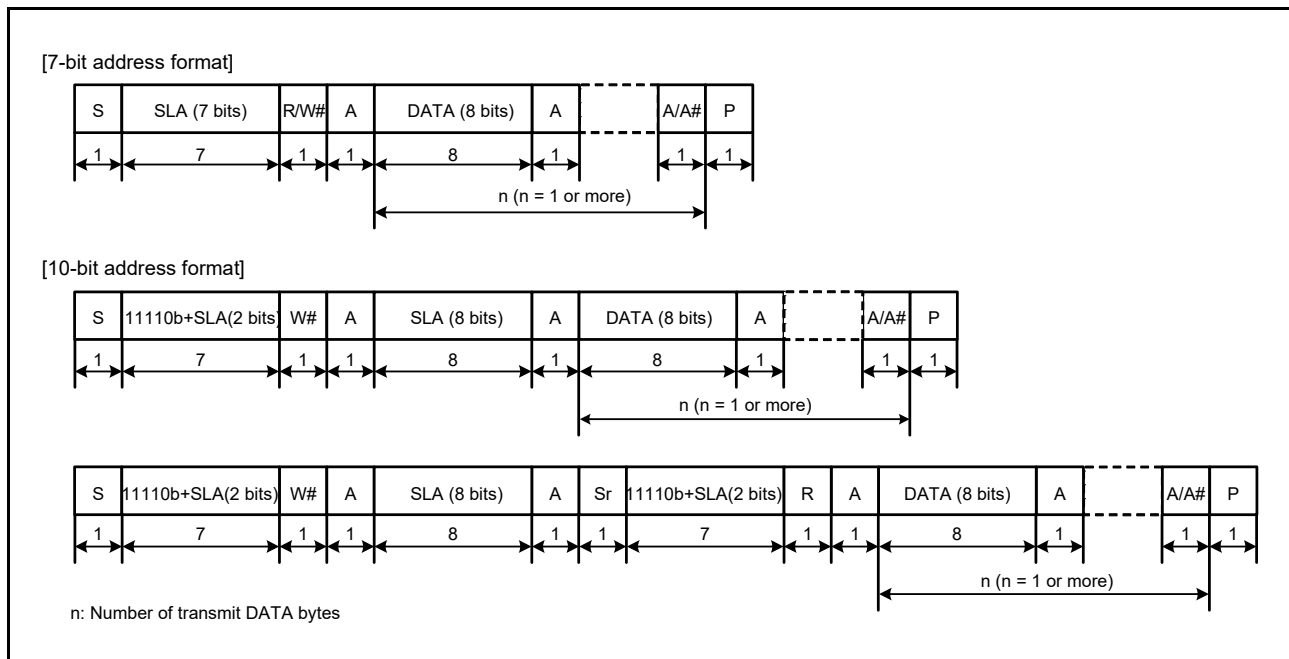 [7-bit address format]
S SLA (7 bits) R/W# A DATA (8 bits) A A/A# P
1 7 1 1 8 1 1 1
n (n = 1 or more)
[10-bit address format]
S 11110b+SLA(2 bits) W# A SLA (8 bits) A DATA (8 bits) A A/A# P
1 7 1 1 8 1 8 1 1 1
n (n = 1 or more)
S 11110b+SLA(2 bits) W# A SLA (8 bits) A Sr 11110b+SLA(2 bits) R A DATA (8 bits) A A/A# P
1 7 1 1 8 1 1 7 1 1 8 1 1 1
n (n = 1 or more)
n: Number of transmit DATA bytes